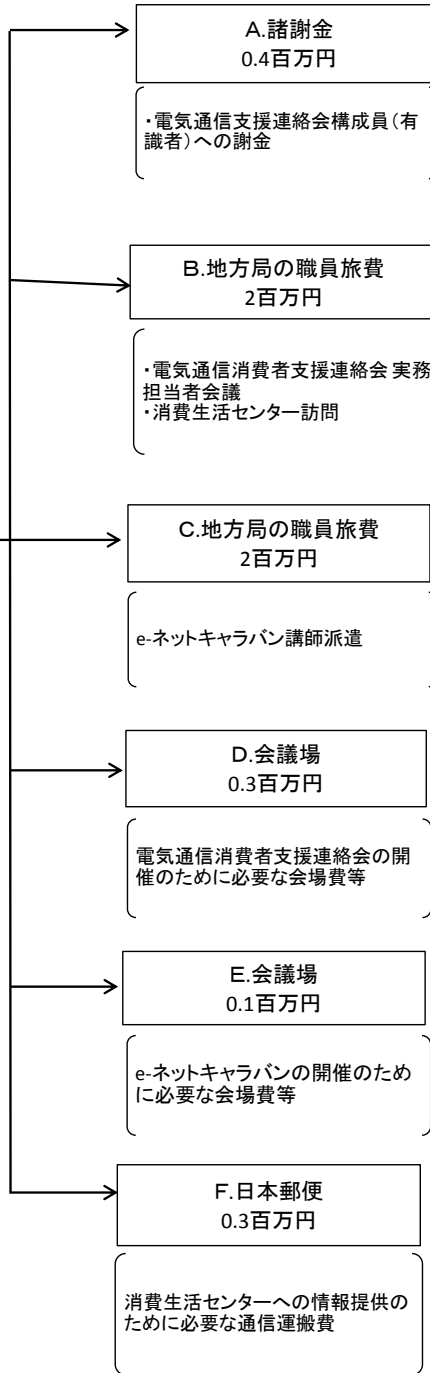 A.諸謝金
0.4百万円
・電気通信支援連絡会構成員（有
識者）への謝金
B.地方局の職員旅費
2百万円
・電気通信消費者支援連絡会 実務
担当者会議
・消費生活センター訪問
C.地方局の職員旅費
2百万円
e-ネットキャラバン講師派遣
D.会議場
0.3百万円
電気通信消費者支援連絡会の開
催のために必要な会場費等
E.会議場
0.1百万円
e-ネットキャラバンの開催のため
に必要な会場費等
F.日本郵便
0.3百万円
消費生活センターへの情報提供の
ために必要な通信運搬費